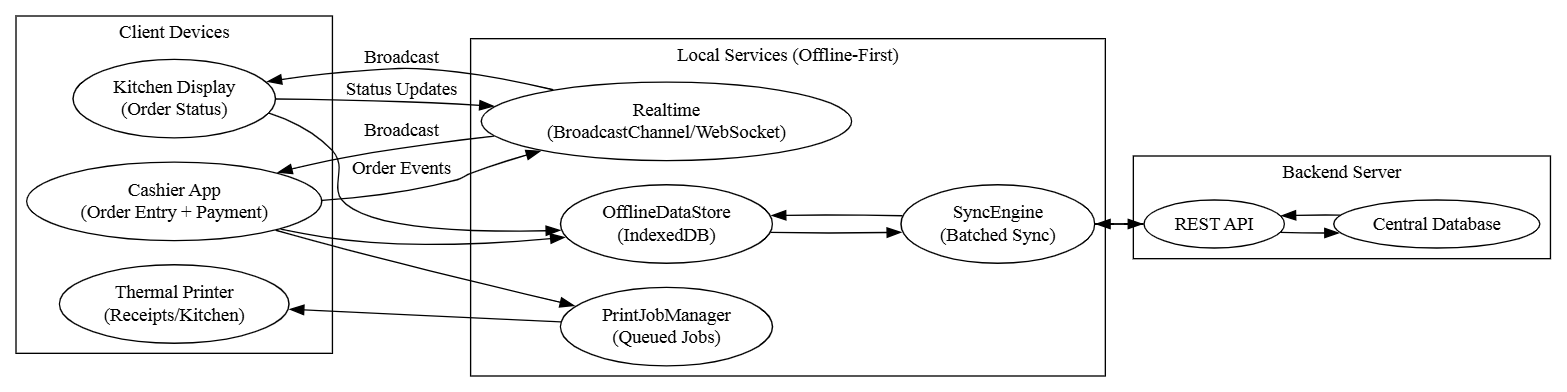 Client Devices
Kitchen Display
(Order Status)
Cashier App
(Order Entry + Payment)
Thermal Printer
(Receipts/Kitchen)
Broadcast
Status Updates
Broadcast
Order Events
Local Services (Offline-First)
Realtime
(BroadcastChannel/WebSocket)
OfflineDataStore
(IndexedDB)
SyncEngine
(Batched Sync)
PrintJobManager
(Queued Jobs)
Backend Server
REST API
Central Database